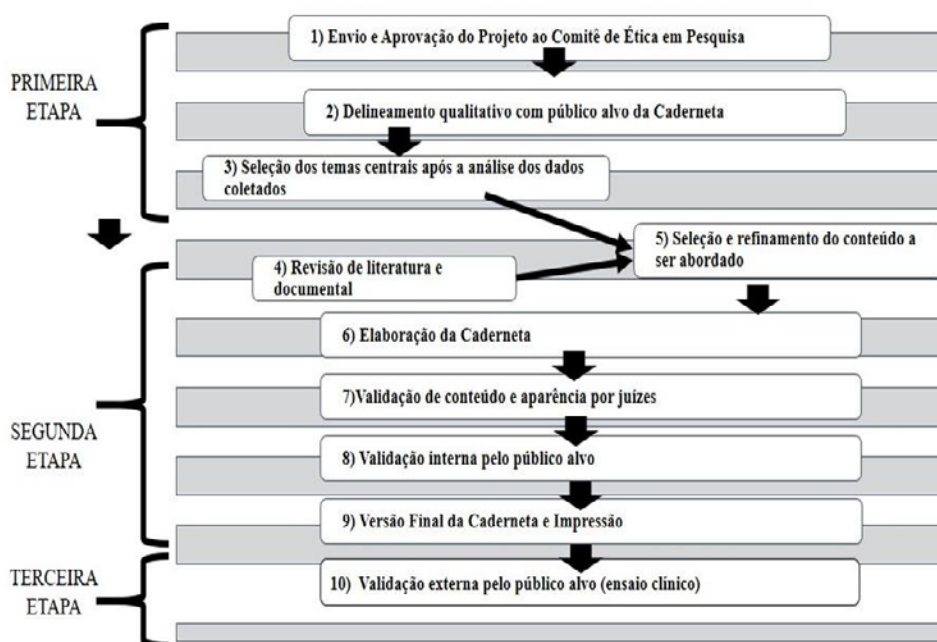 1) Envio e Aprovação do Projeto ao Comitê de Ética em Pesquisa
PRIMEIRA
ETAPA
2) Delineamento qualitativo com público alvo da Caderneta
3) Seleção dos temas centrais após a análise dos dados
coletados
5) Seleção e refinamento do conteúdo a
ser abordado
4) Revisão de literatura e
documental
6) Elaboração da Caderneta
7)Validação de conteúdo e aparência por juízes
SEGUNDA
ETAPA
8) Validação interna pelo público alvo
9) Versão Final da Caderneta e Impressão
TERCEIRA
ETAPA
10) Validação externa pelo público alvo (ensaio clínico)